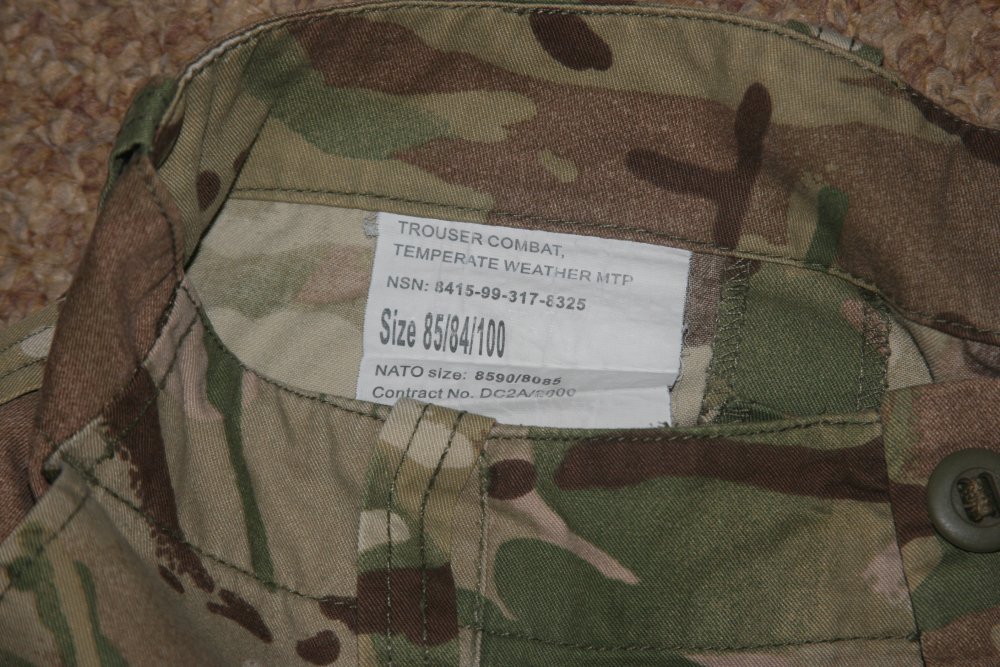 TROUSER COMBAT,
TEMPERATE WEATHER MTP
NSN: 8415-99-317-8325
Size 85/84/100
NATO size: 8590/8085
Contract No. DC2A/2000